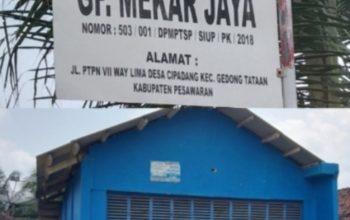 GP. MEKAR JAYA
NOMOR : 503 / 001 / DPMPTSP / SIUP / PK / 2018
ALAMAT :
JL. PTPN VII WAY LIMA DESA CIPADANG KEC. GEDONG TATAAN
KABUPATEN PESAWARAN